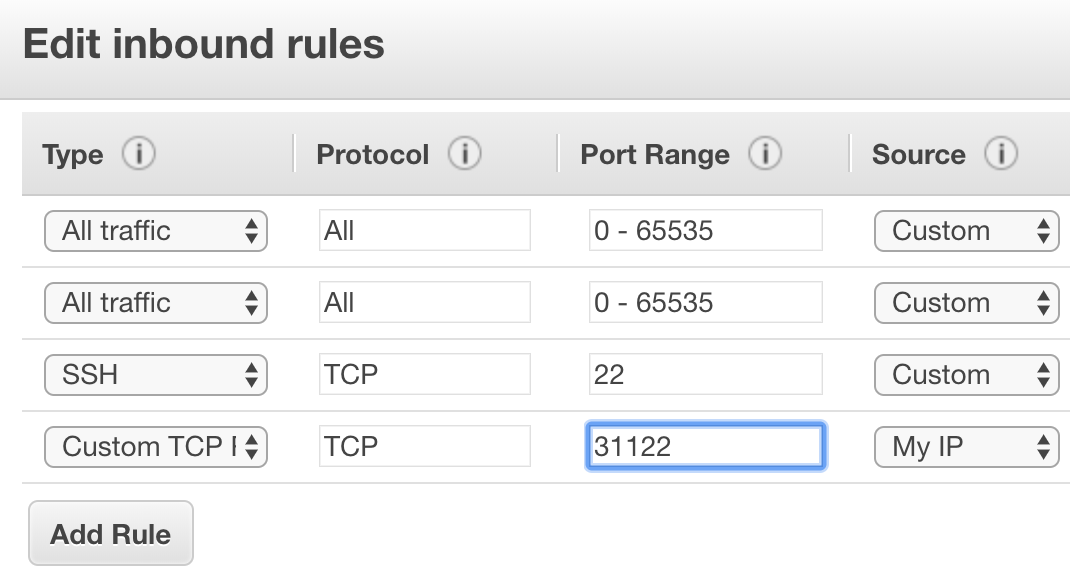 Edit inbound rules
Type i Protocol i Port Range i Source i
All traffic All 0 - 65535 Custom
All traffic All 0 - 65535 Custom
SSH TCP 22 Custom
Custom TCP TCP 31122 My IP
Add Rule